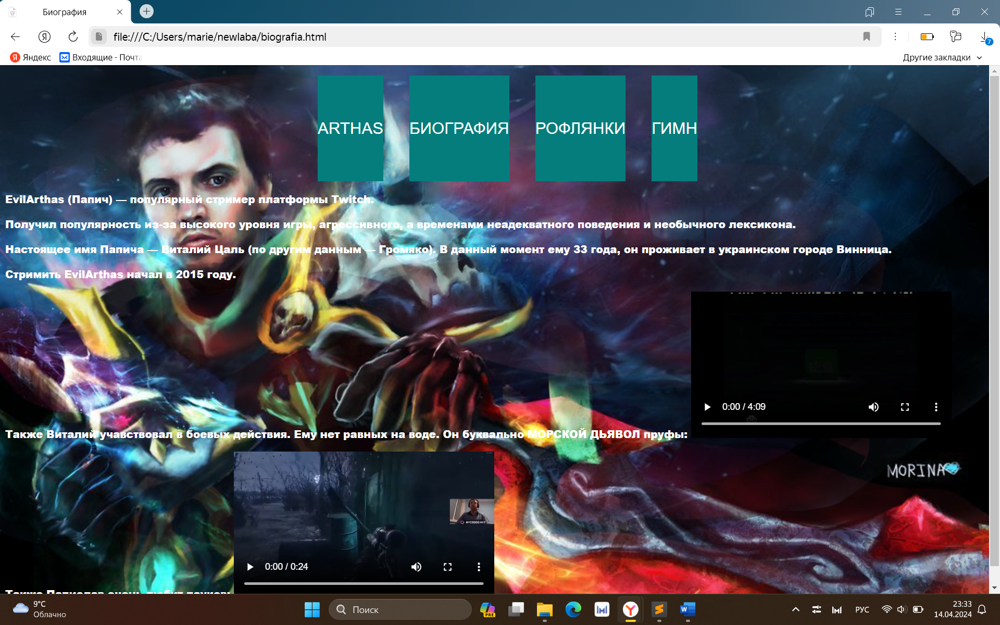 Биография
file:///C:/Users/marie/newlaba/biografia.html
Яндекс
Входящие - Почта
Другие закладки
7
ARTHAS
БИОГРАФИЯ
РОФЛЯНКИ
ГИМН
EvilArthas (Папич) — популярный стример платформы Twitch.
Получил популярность из-за высокого уровня игры, агрессивного, а временами неадекватного поведения и необычного лексикона.
Настоящее имя Папича — Виталий Цаль (по другим данным — Громяко). В данный момент ему 33 года, он проживает в украинском городе Винница.
Стримить EvilArthas начал в 2015 году.
0:00 / 4:09
Также Виталий учавствовал в боевых действия. Ему нет равных на воде. Он буквально МОРСКОЙ ДЬЯВОЛ пруфы:
MORINA
MYCSGOO.NET
0:00 / 0:24
9°C
Облачно
Поиск
PRE
РУС
23:33
14.04.2024